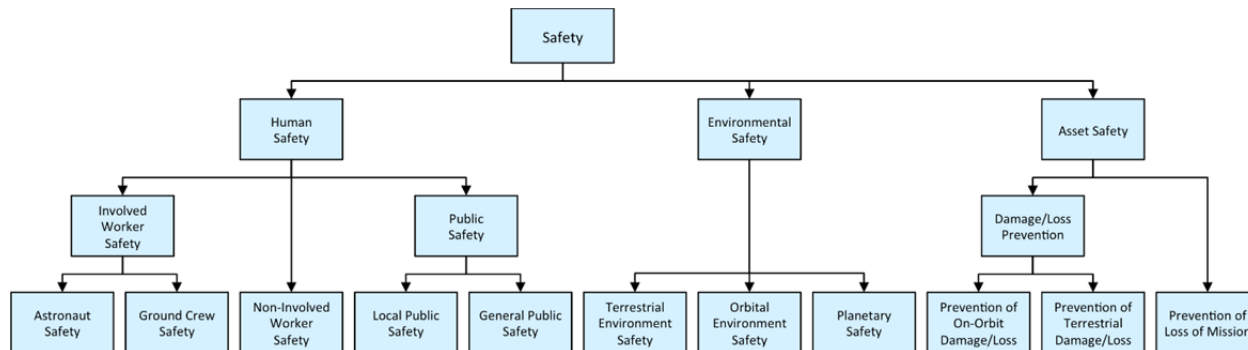 Safety
Human
Safety
Environmental
Safety
Asset Safety
Involved
Worker
Safety
Public
Safety
Damage/Loss
Prevention
Astronaut
Safety
Ground Crew
Safety
Non-Involved
Worker
Safety
Local Public
Safety
General Public
Safety
Terrestrial
Environment
Safety
Orbital
Environment
Safety
Planetary
Safety
Prevention of
On-Orbit
Damage/Loss
Prevention of
Terrestrial
Damage/Loss
Prevention of
Loss of Mission